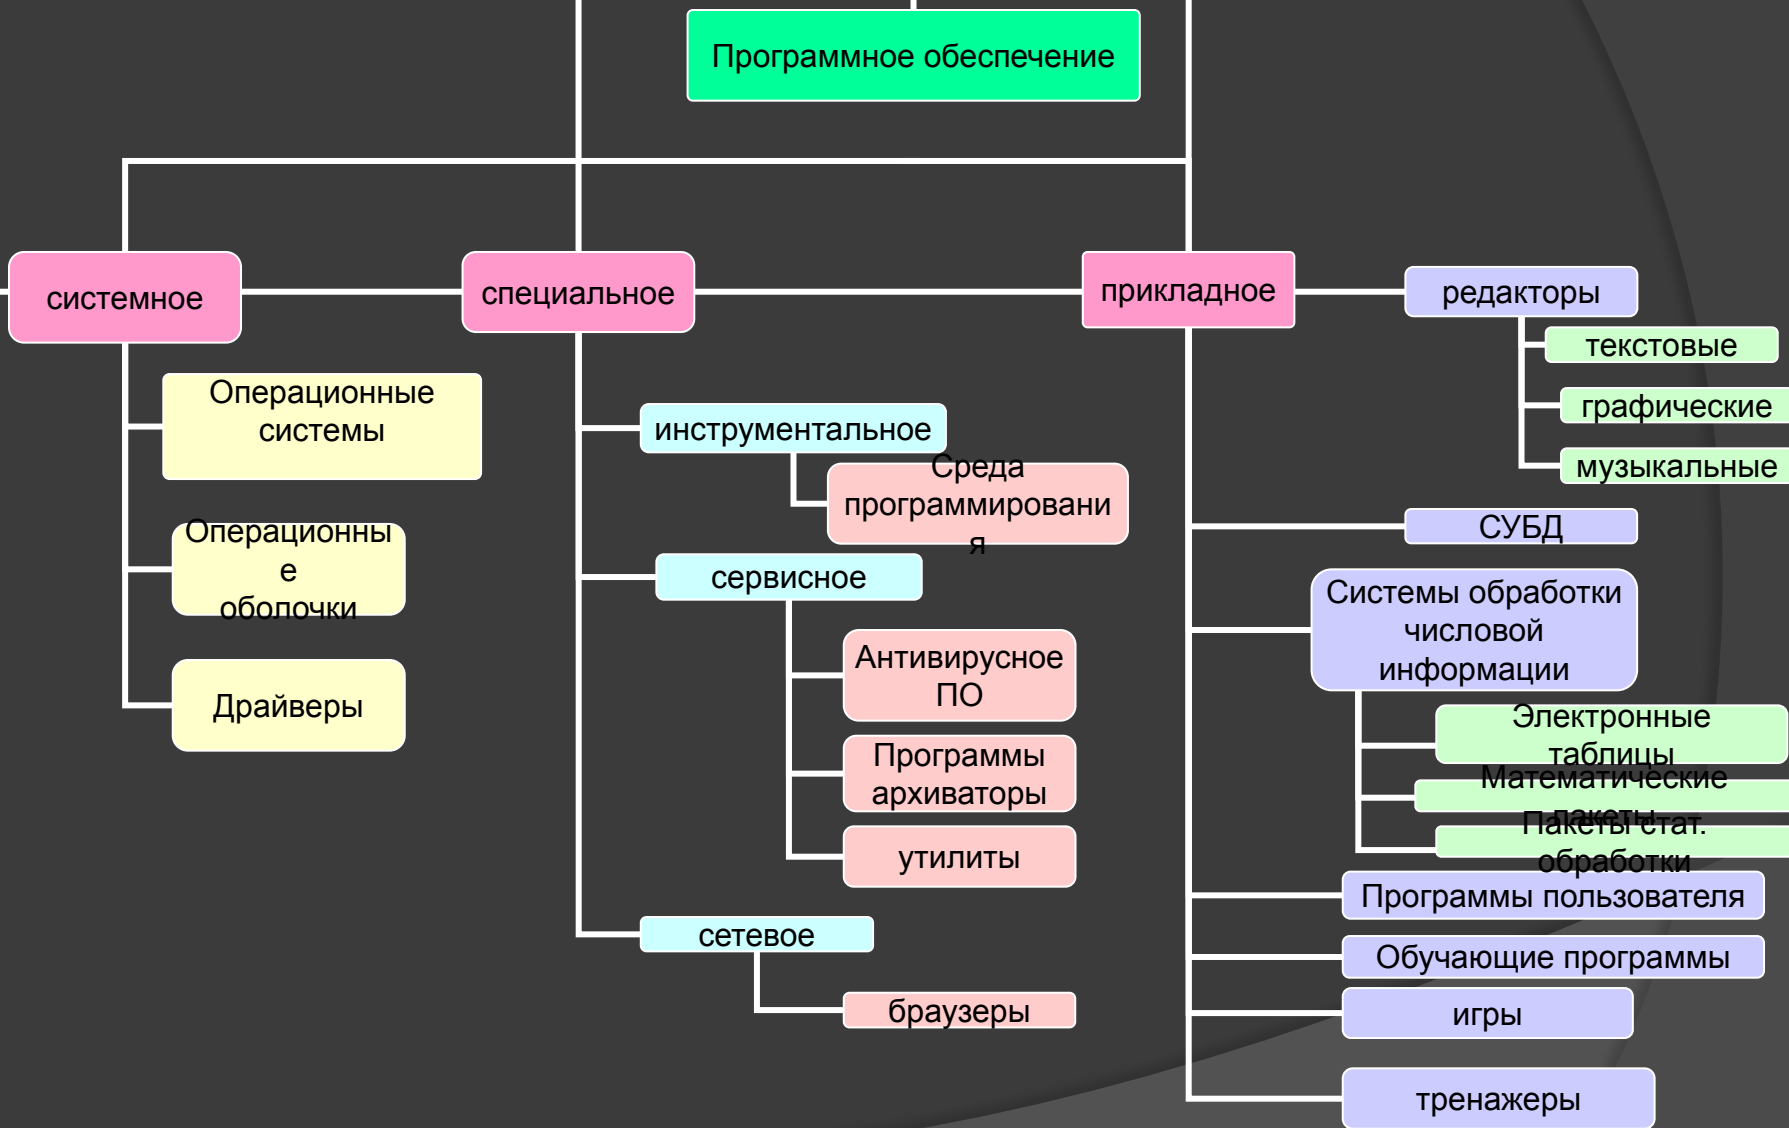 Программное обеспечение
системное
Операционные
системы
Операционны
е
оболочки
Драйверы
специальное
инструментальное
Среда
программировани
я
сервисное
Антивирусное
ПО
Программы
архиваторы
утилиты
сетевое
браузеры
прикладное
редакторы
текстовые
графические
музыкальные
СУБД
Системы обработки
числовой
информации
Электронные
таблицы
Математические
пакеты
Пакеты стат.
обработки
Программы пользователя
Обучающие программы
игры
тренажеры